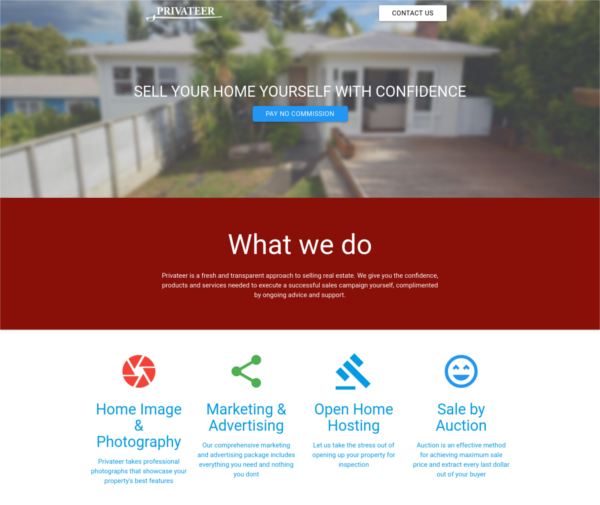 PRIVATEER
CONTACT US
SELL YOUR HOME YOURSELF WITH CONFIDENCE
PAY NO COMMISSION
What we do
Privateer is a fresh and transparent approach to selling real estate. We give you the confidence,
products and services needed to execute a successful sales campaign yourself, complimented
by ongoing advice and support.
Home Image
&
Photography
Privateer takes professional
photographs that showcase your
property's best features
Marketing &
Advertising
Our comprehensive marketing
and advertising package includes
everything you need and nothing
you dont
Open Home
Hosting
Let us take the stress out of
opening up your property for
inspection
Sale by
Auction
Auction is an effective method
for achieving maximum sale
price and extract every last dollar
out of your buyer